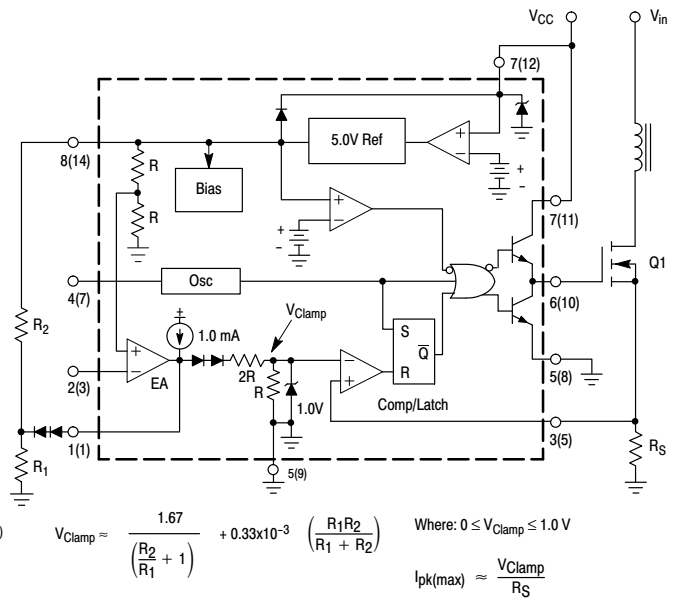 VCC
Vin
7(12)
5.0V Ref
+
−
+
−
8(14)
R
Bias
R
+
−
+
−
7(11)
Q1
4(7)
Osc
6(10)
VClamp
±
1.0 mA
S
Q̅
R
R2
+
−
EA
2R
R
1.0V
−
+
Comp/Latch
2(3)
5(8)
1(1)
3(5)
R1
5(9)
RS
)
VClamp ≈ 1.67 / (R2/R1 + 1) + 0.33x10−3 (R1R2 / R1 + R2)
Where: 0 ≤ VClamp ≤ 1.0 V
Ipk(max) ≈ VClamp / RS